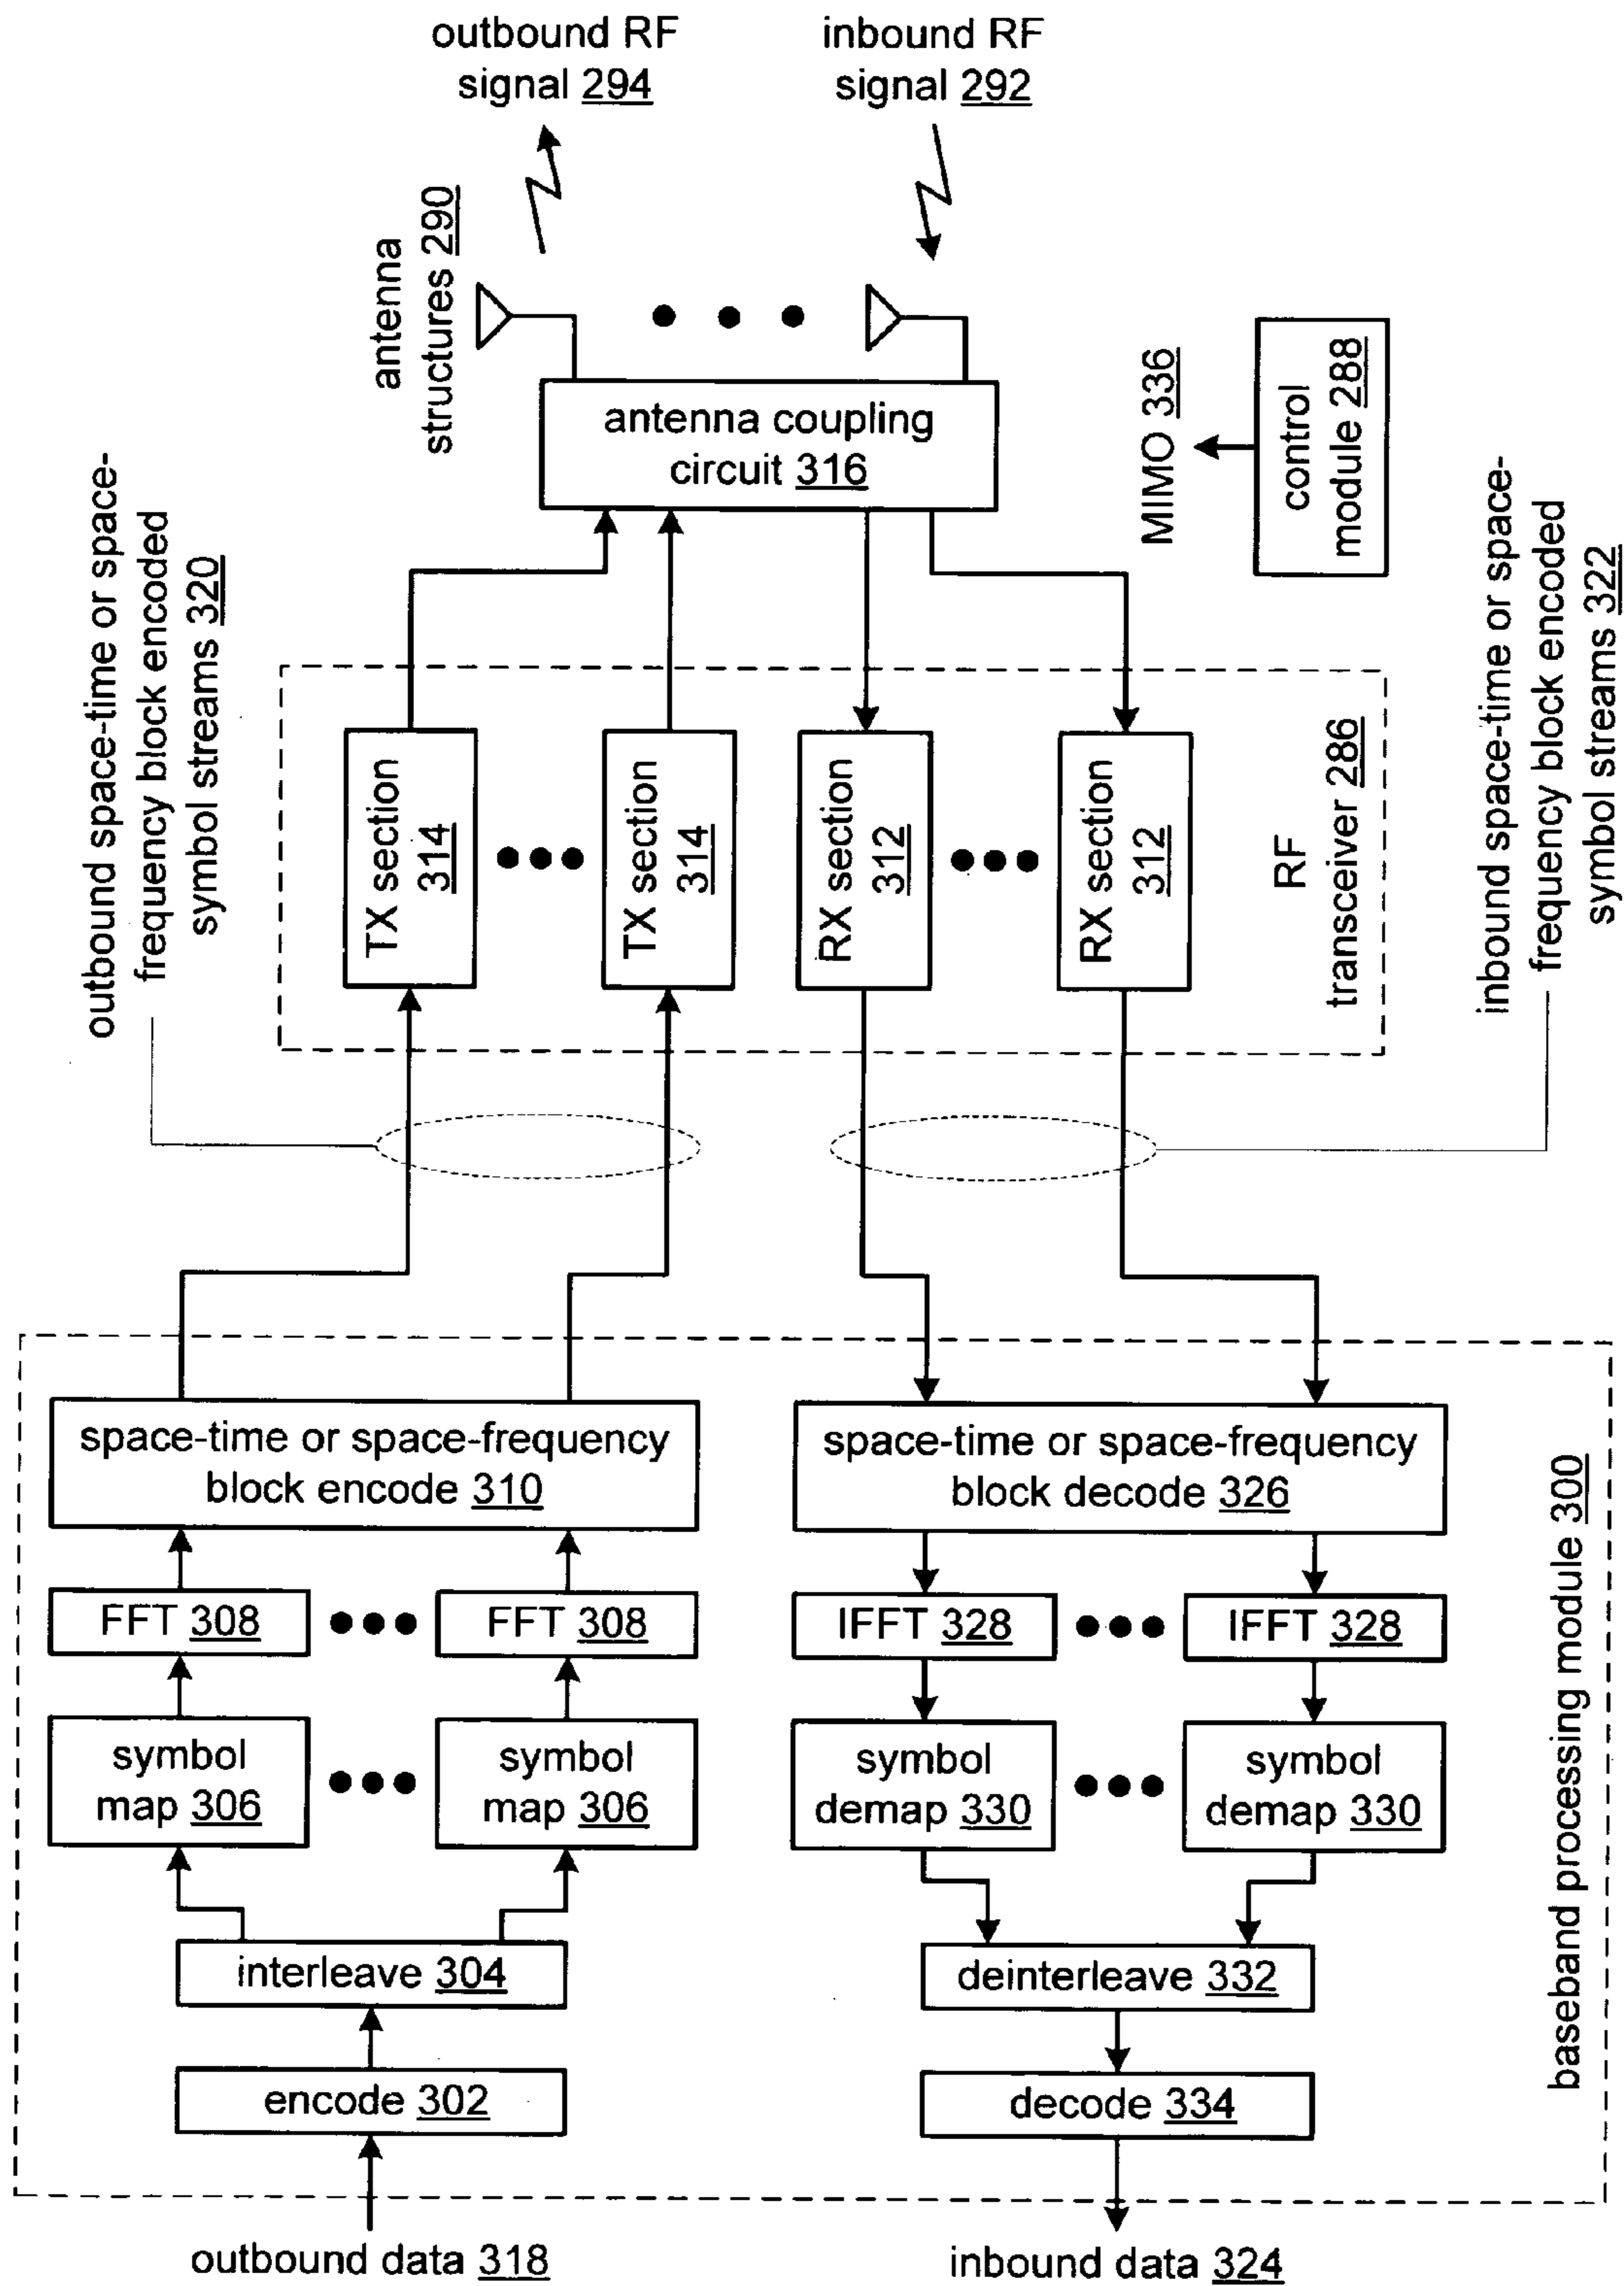 outbound RF
signal 294
inbound RF
signal 292
antenna
structures 290
antenna coupling
circuit 316
MIMO 336
control
module 288
outbound space-time or space-
frequency block encoded
symbol streams 320
TX section
314
TX section
314
RX section
312
RX section
312
RF
transceiver 286
inbound space-time or space-
frequency block encoded
symbol streams 322
space-time or space-frequency
block encode 310
space-time or space-frequency
block decode 326
FFT 308
FFT 308
IFFT 328
IFFT 328
symbol
map 306
symbol
map 306
symbol
demap 330
symbol
demap 330
interleave 304
deinterleave 332
encode 302
decode 334
baseband processing module 300
outbound data 318
inbound data 324